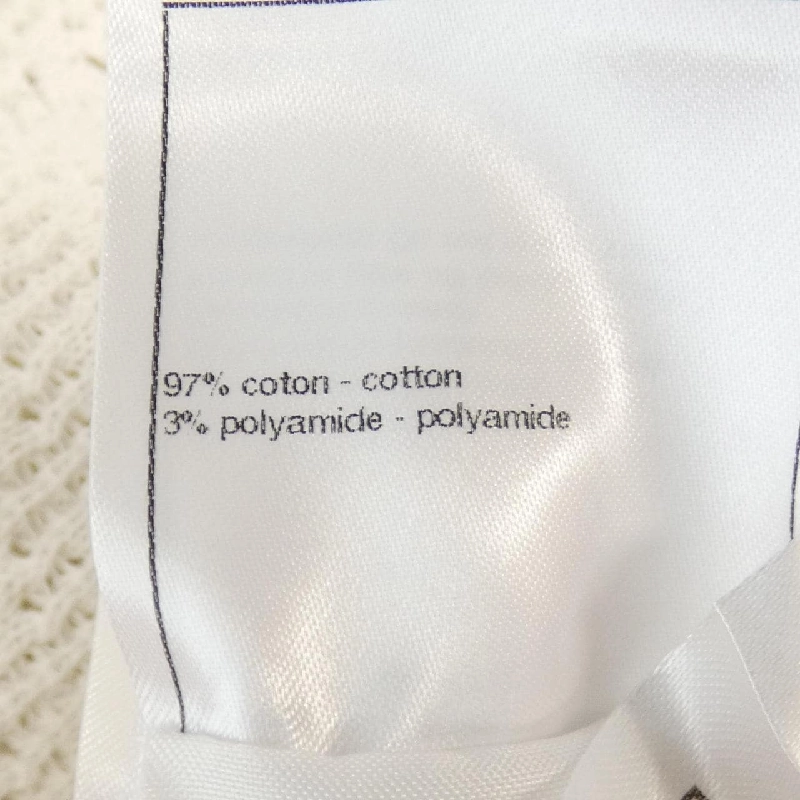 97% coton - cotton
3% polyamide - polyamide